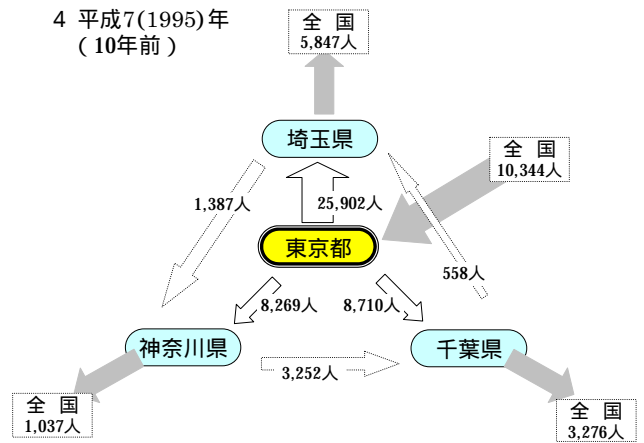 4 平成7(1995)年
(10年前)
全 国
5,847人
埼玉県
全 国
10,344人
1,387人
25,902人
東京都
558人
8,269人
8,710人
神奈川県
千葉県
3,252人
全 国
1,037人
全 国
3,276人